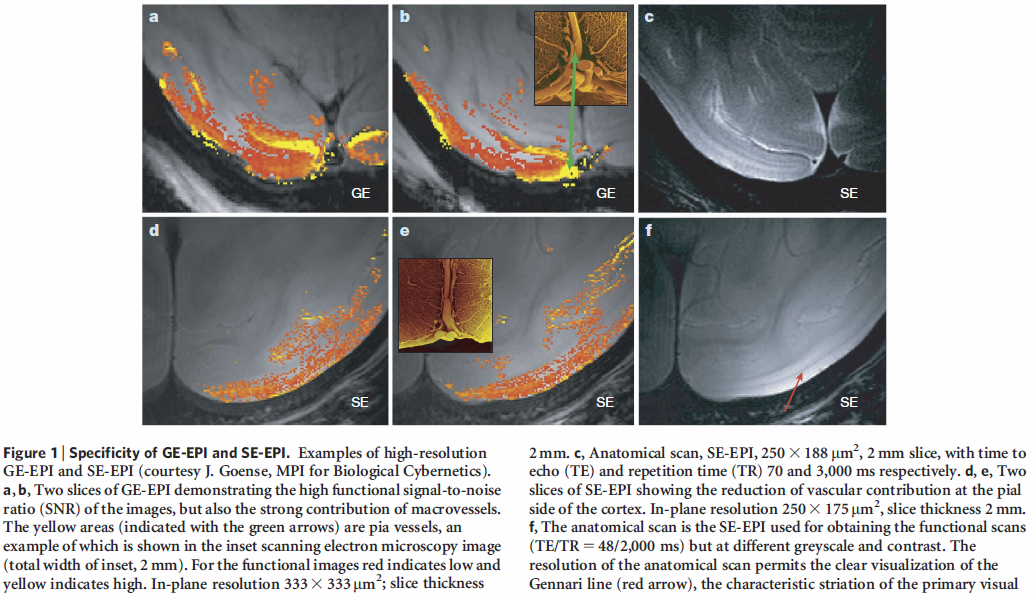 a
b
c
GE
GE
SE
d
e
f
SE
SE
SE
Figure 1 | Specificity of GE-EPI and SE-EPI. Examples of high-resolution
GE-EPI and SE-EPI (courtesy J. Goense, MPI for Biological Cybernetics).
a, b, Two slices of GE-EPI demonstrating the high functional signal-to-noise
ratio (SNR) of the images, but also the strong contribution of macrovessels.
The yellow areas (indicated with the green arrows) are pia vessels, an
example of which is shown in the inset scanning electron microscopy image
(total width of inset, 2 mm). For the functional images red indicates low and
yellow indicates high. In-plane resolution 333 × 333 μm²; slice thickness
2 mm. c, Anatomical scan, SE-EPI, 250 × 188 μm², 2 mm slice, with time to
echo (TE) and repetition time (TR) 70 and 3,000 ms respectively. d, e, Two
slices of SE-EPI showing the reduction of vascular contribution at the pial
side of the cortex. In-plane resolution 250 × 175 μm², slice thickness 2 mm.
f, The anatomical scan is the SE-EPI used for obtaining the functional scans
(TE/TR = 48/2,000 ms) but at different greyscale and contrast. The
resolution of the anatomical scan permits the clear visualization of the
Gennari line (red arrow), the characteristic striation of the primary visual